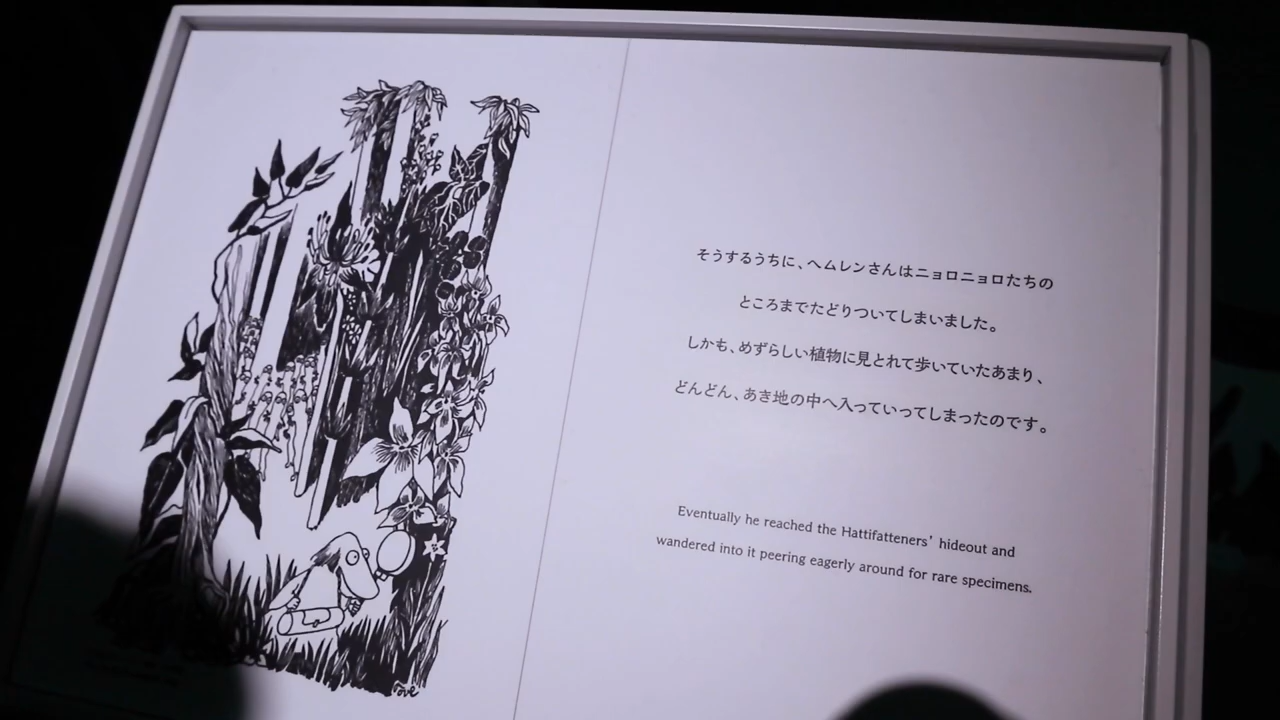 そうするうちに、ヘムレンさんはニョロニョロたちの
ところまでたどりついてしまいました。
しかも、めずらしい植物に見とれて歩いていたあまり、
どんどん、あき地の中へ入っていってしまったのです。
Eventually he reached the Hattifatteners' hideout and
wandered into it peering eagerly around for rare specimens.